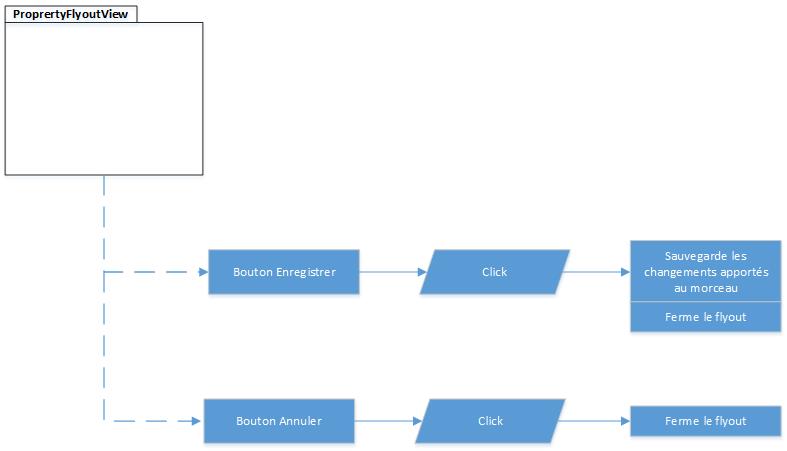 ProprertyFlyoutView
Bouton Enregistrer
Click
Sauvegarde les
changements apportés
au morceau
Ferme le flyout
Bouton Annuler
Click
Ferme le flyout